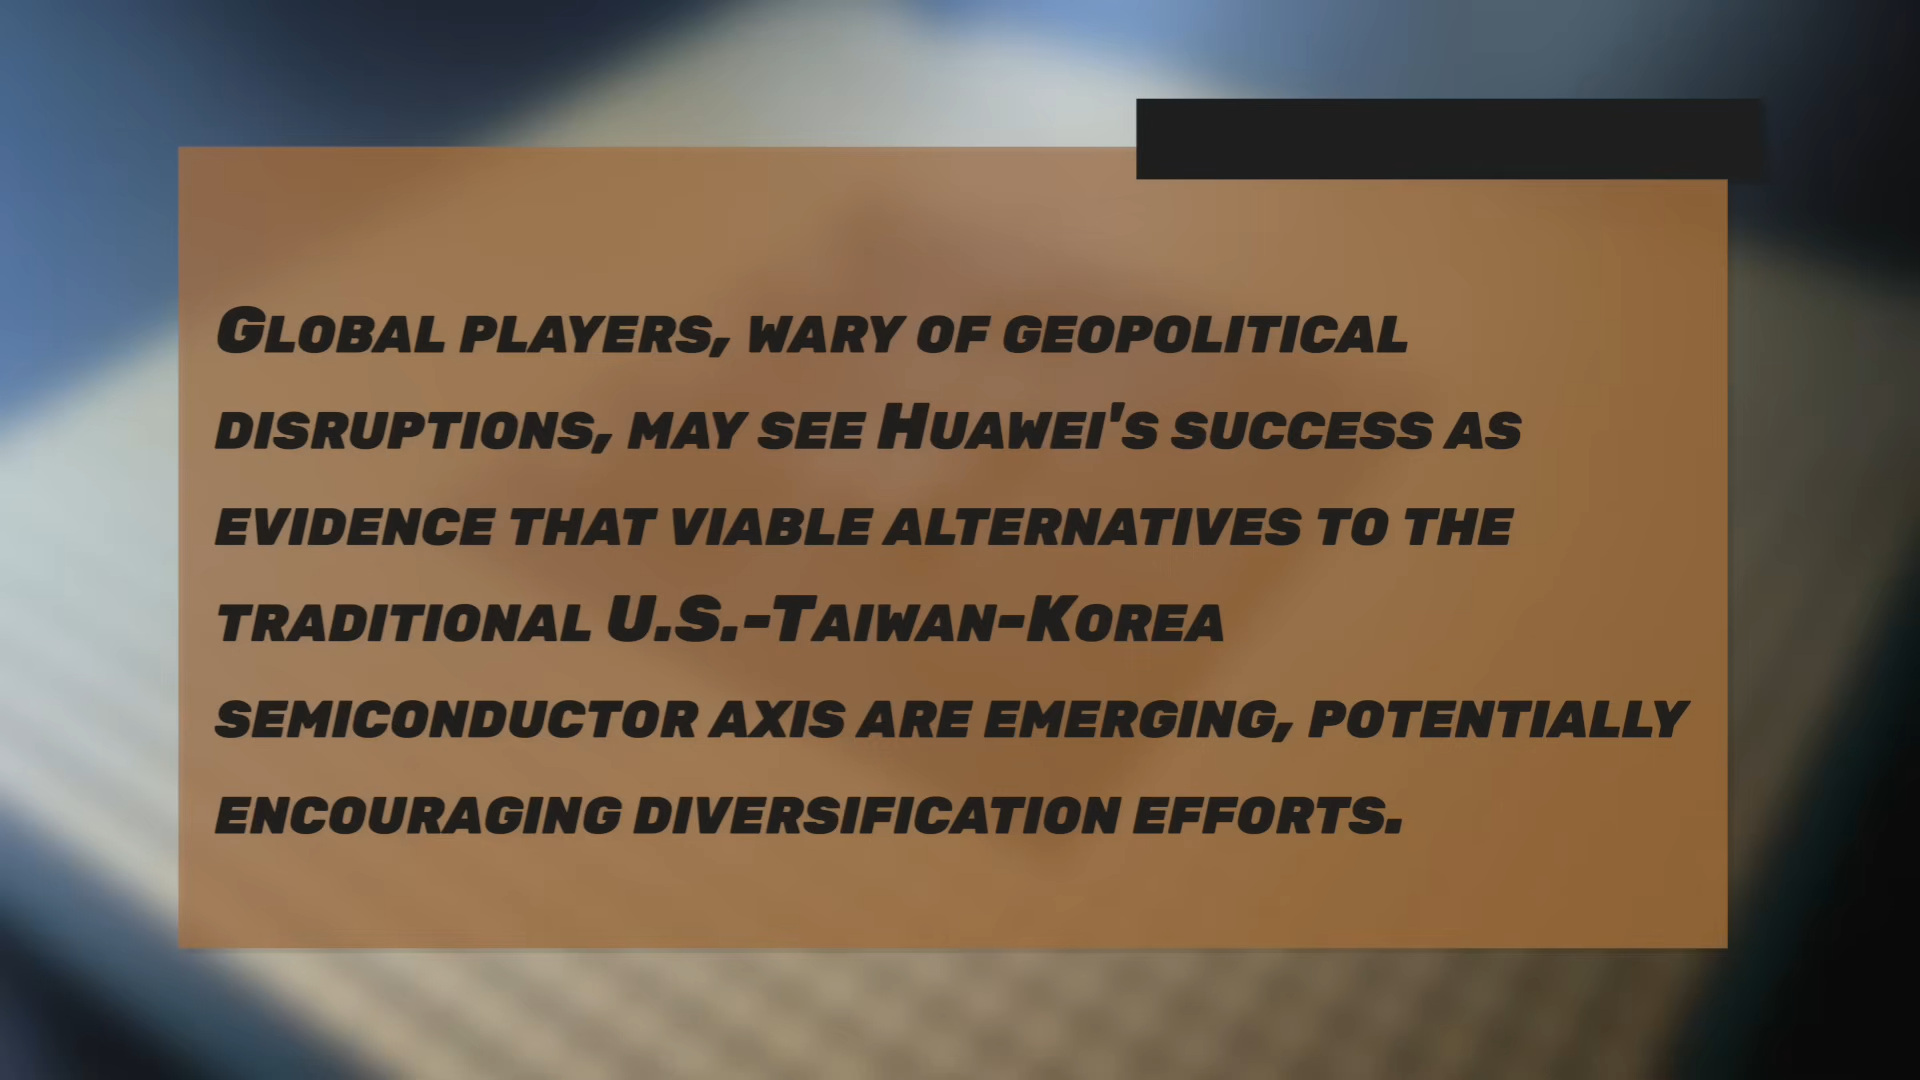 Global players, wary of geopolitical
disruptions, may see Huawei's success as
evidence that viable alternatives to the
traditional U.S.-Taiwan-Korea
semiconductor axis are emerging, potentially
encouraging diversification efforts.